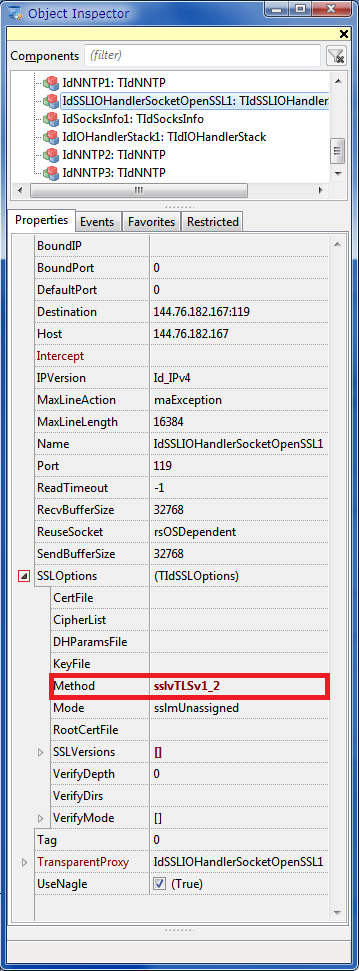 Object Inspector
Components (filter)
IdNNTP1: TIdNNTP
IdSSLIOHandlerSocketOpenSSL1: TIdSSLIOHandler
IdSocksInfo1: TIdSocksInfo
IdIOHandlerStack1: TIdIOHandlerStack
IdNNTP2: TIdNNTP
IdNNTP3: TIdNNTP
Properties Events Favorites Restricted
BoundIP
BoundPort 0
DefaultPort 0
Destination 144.76.182.167:119
Host 144.76.182.167
Intercept
IPVersion Id_IPv4
MaxLineAction maException
MaxLineLength 16384
Name IdSSLIOHandlerSocketOpenSSL1
Port 119
ReadTimeout -1
RecvBufferSize 32768
ReuseSocket rsOSDependent
SendBufferSize 32768
SSLOptions (TIdSSLOptions)
CertFile
CipherList
DHParamsFile
KeyFile
Method sslvTLSv1_2
Mode sslmUnassigned
RootCertFile
SSLVersions []
VerifyDepth 0
VerifyDirs
VerifyMode []
Tag 0
TransparentProxy IdSSLIOHandlerSocketOpenSSL1
UseNagle (True)